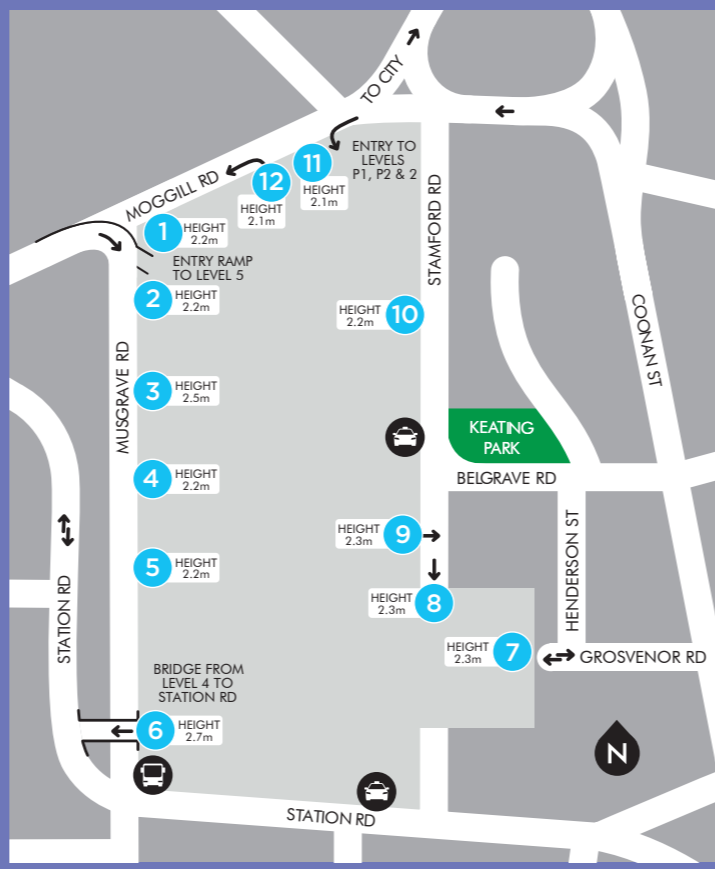 TO CITY
ENTRY TO
LEVELS
P1, P2 & 2
11
HEIGHT
2.1m
12
HEIGHT
2.1m
MOGGILL RD
1
HEIGHT
2.2m
ENTRY RAMP
TO LEVEL 5
2
HEIGHT
2.2m
STAMFORD RD
HEIGHT
2.2m
10
COONAN ST
MUSGRAVE RD
3
HEIGHT
2.5m
KEATING
PARK
4
HEIGHT
2.2m
BELGRAVE RD
HEIGHT
2.3m
9
5
HEIGHT
2.2m
HENDERSON ST
HEIGHT
2.3m
8
STATION RD
HEIGHT
2.3m
7
GROSVENOR RD
BRIDGE FROM
LEVEL 4 TO
STATION RD
6
HEIGHT
2.7m
N
STATION RD